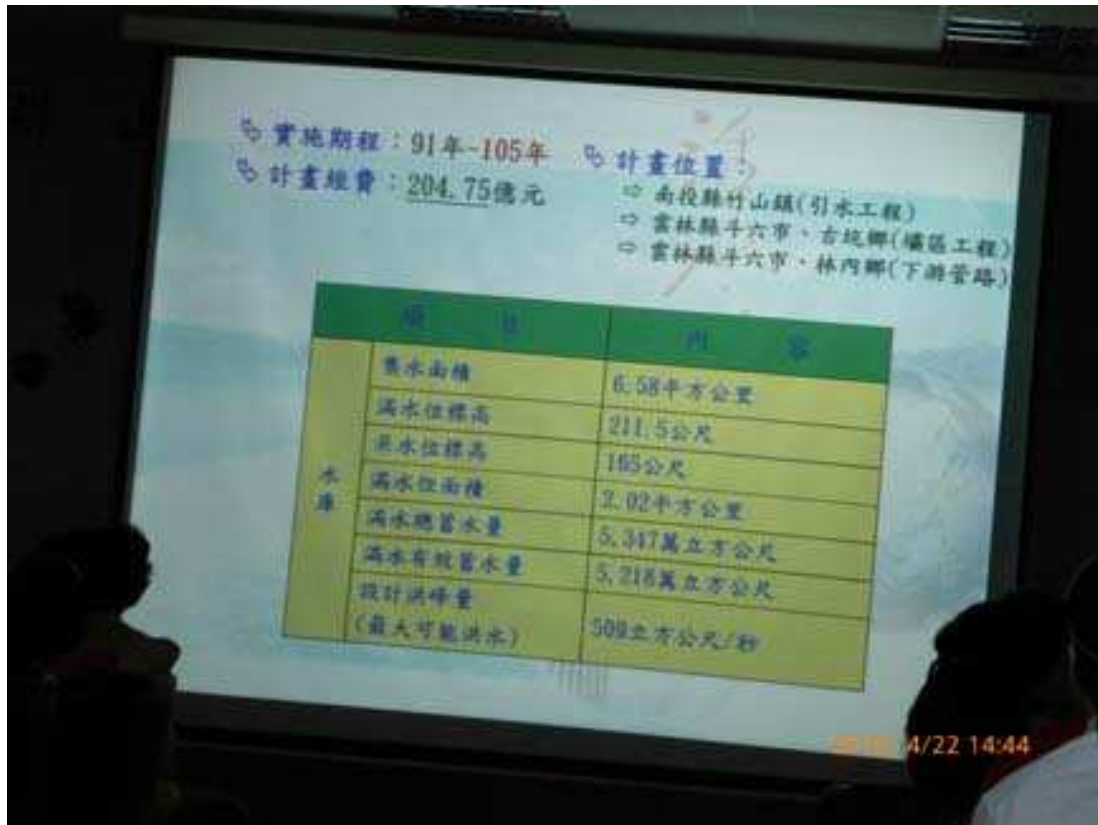 實施期程：91年-105年
計畫經費：204.75億元
計畫位置：
⇨ 南投縣竹山鎮(引水工程)
⇨ 雲林縣斗六市、古坑鄉(壩區工程)
⇨ 雲林縣斗六市、林內鄉(下游管路)
項 目 內 容
水庫
集水面積 6.58平方公里
滿水位標高 211.5公尺
呆水位標高 165公尺
滿水位面積 2.02平方公里
滿水總蓄水量 5,347萬立方公尺
滿水有效蓄水量 5,218萬立方公尺
設計洪峰量
(最大可能洪水) 509立方公尺/秒
4/22 14:44